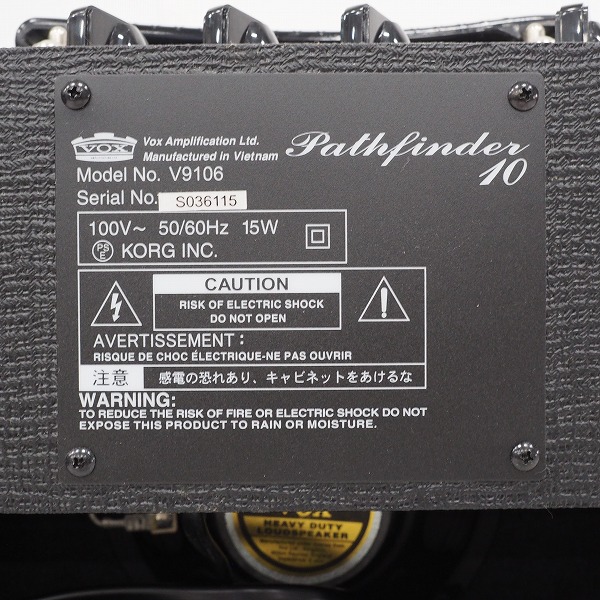 VOX
Vox Amplification Ltd.
Manufactured in Vietnam
Pathfinder
10
Model No. V9106
Serial No. S036115
100V~ 50/60Hz 15W
PS
E
KORG INC.
CAUTION
RISK OF ELECTRIC SHOCK
DO NOT OPEN
AVERTISSEMENT :
RISQUE DE CHOC ÉLECTRIQUE-NE PAS OUVRIR
注意 感電の恐れあり、キャビネットをあけるな
WARNING:
TO REDUCE THE RISK OF FIRE OR ELECTRIC SHOCK DO NOT
EXPOSE THIS PRODUCT TO RAIN OR MOISTURE.
VOX
HEAVY DUTY
LOUDSPEAKER